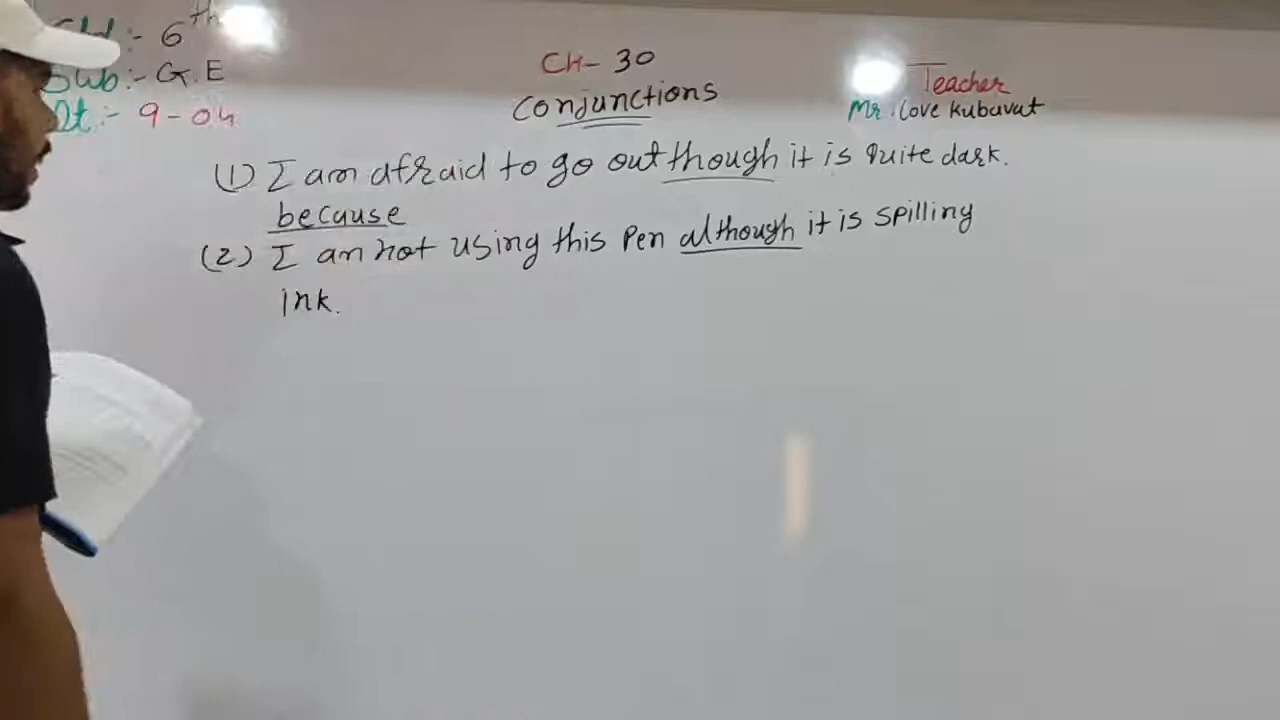 :- 6th
Sub:- G.E
Dt:- 9-04
CH- 30
Conjunctions
Teacher
Mr. Love Kubavat
(1) I am afraid to go out though it is quite dark.
because
(2) I am not using this Pen although it is spilling
ink.